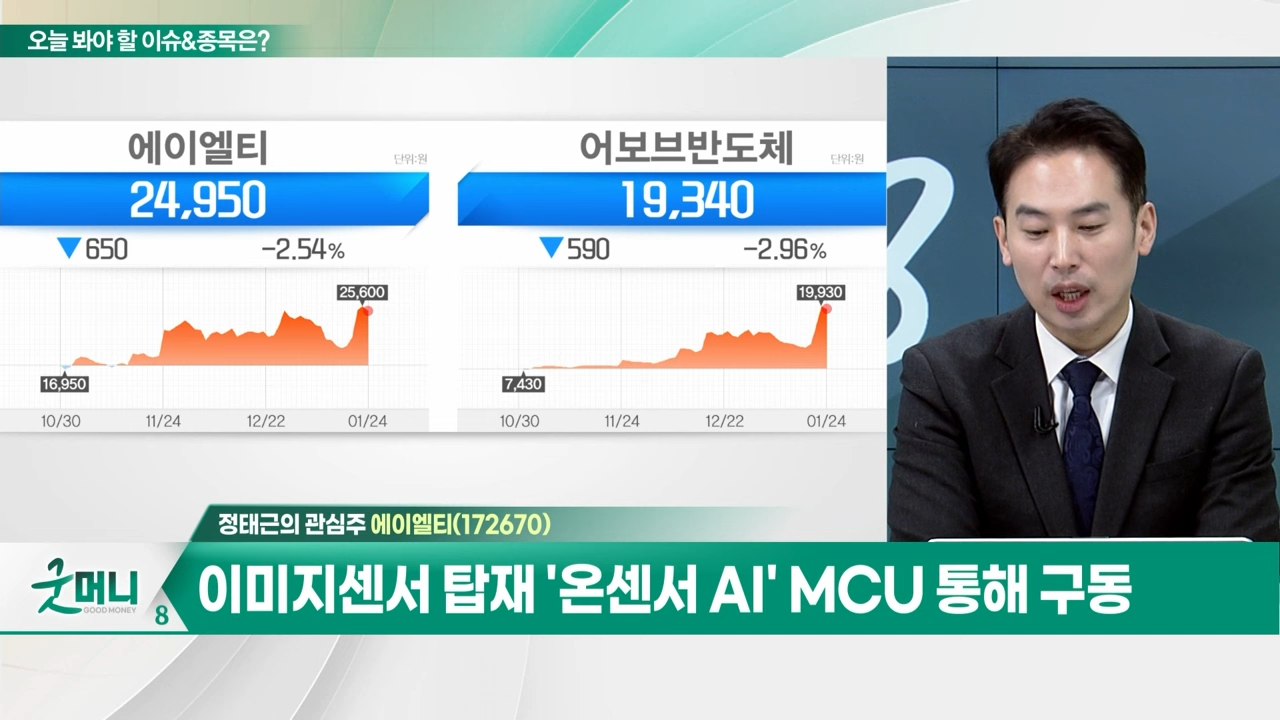 오늘 봐야 할 이슈&종목은?
에이엘티
단위:원
24,950
▼650 -2.54%
25,600
16,950
10/30 11/24 12/22 01/24
어보브반도체
단위:원
19,340
▼590 -2.96%
19,930
7,430
10/30 11/24 12/22 01/24
정태근의 관심주 에이엘티(172670)
굿머니
GOOD MONEY
8
이미지센서 탑재 '온센서 AI' MCU 통해 구동